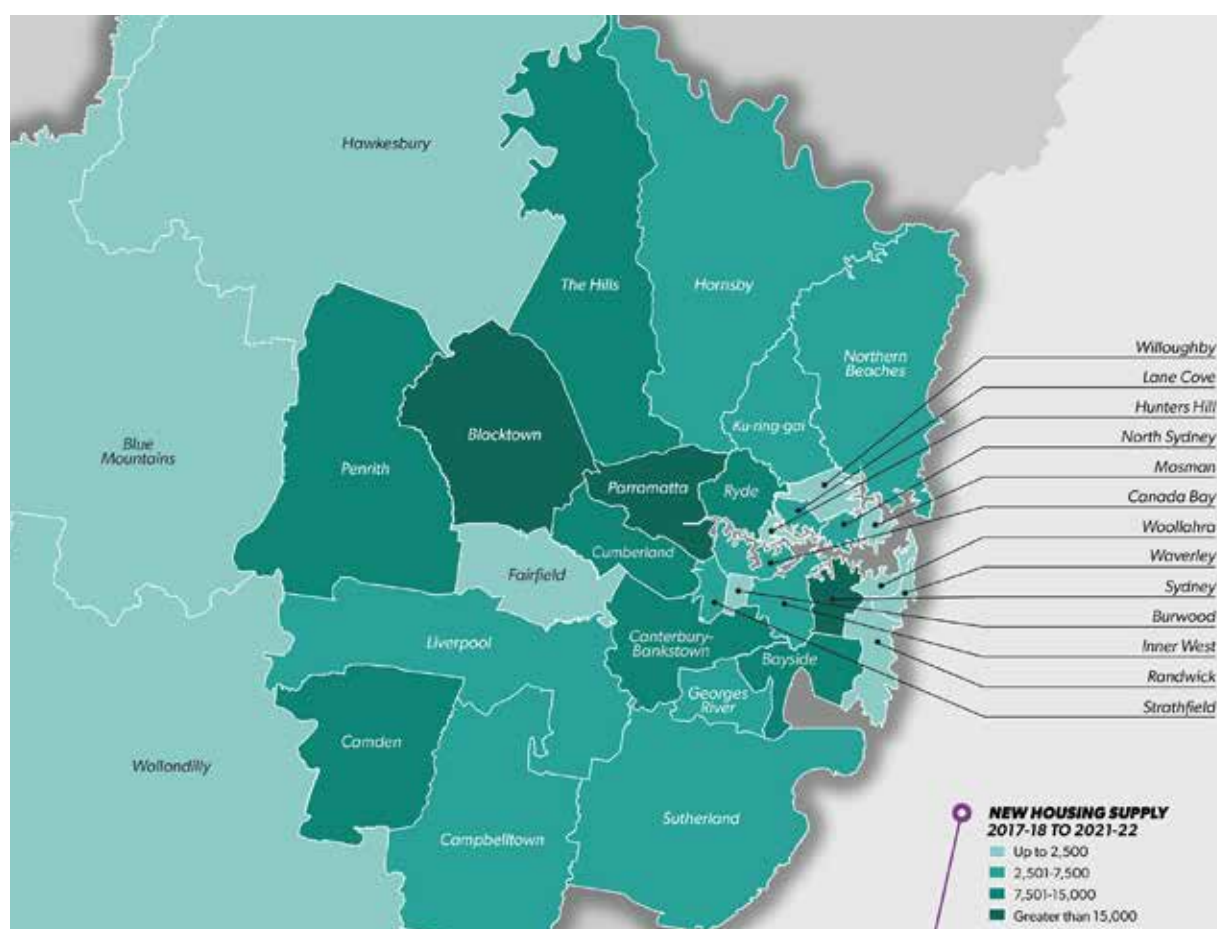 Hawkesbury
The Hills
Hornsby
Northern
Beaches
Ku-ring-gai
Blacktown
Blue
Mountains
Penrith
Parramatta
Ryde
Cumberland
Fairfield
Liverpool
Canterbury-
Bankstown
Bayside
Georges
River
Camden
Wollondilly
Campbelltown
Sutherland
Willoughby
Lane Cove
Hunters Hill
North Sydney
Mosman
Canada Bay
Woollahra
Waverley
Sydney
Burwood
Inner West
Randwick
Strathfield
NEW HOUSING SUPPLY
2017-18 TO 2021-22
Up to 2,500
2,501-7,500
7,501-15,000
Greater than 15,000